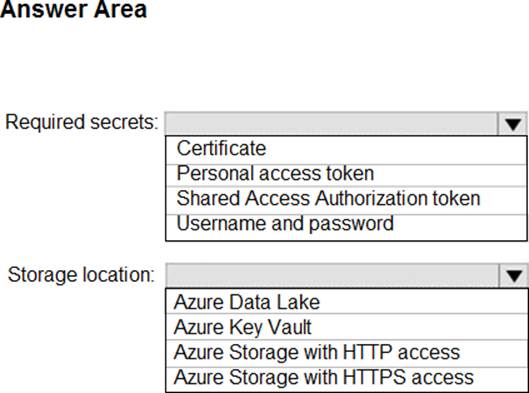 Answer Area
Required secrets:
Certificate
Personal access token
Shared Access Authorization token
Username and password
Storage location:
Azure Data Lake
Azure Key Vault
Azure Storage with HTTP access
Azure Storage with HTTPS access